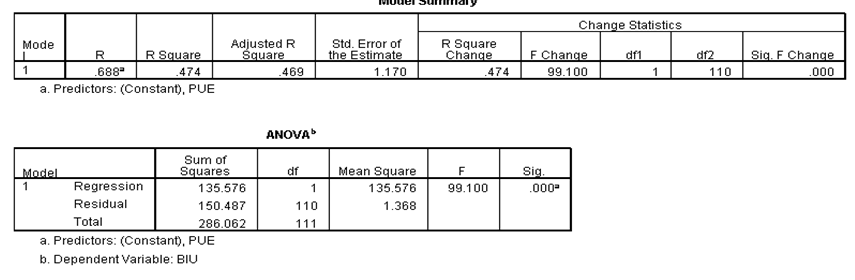 Model Summary
Mode
l R R Square Adjusted R
Square Std. Error of
the Estimate Change Statistics
R Square
Change F Change df1 df2 Sig. F Change
1 .688a .474 .469 1.170 .474 99.100 1 110 .000
a. Predictors: (Constant), PUE
ANOVAb
Model Sum of
Squares df Mean Square F Sig.
1 Regression 135.576 1 135.576 99.100 .000a
Residual 150.487 110 1.368
Total 286.062 111
a. Predictors: (Constant), PUE
b. Dependent Variable: BIU